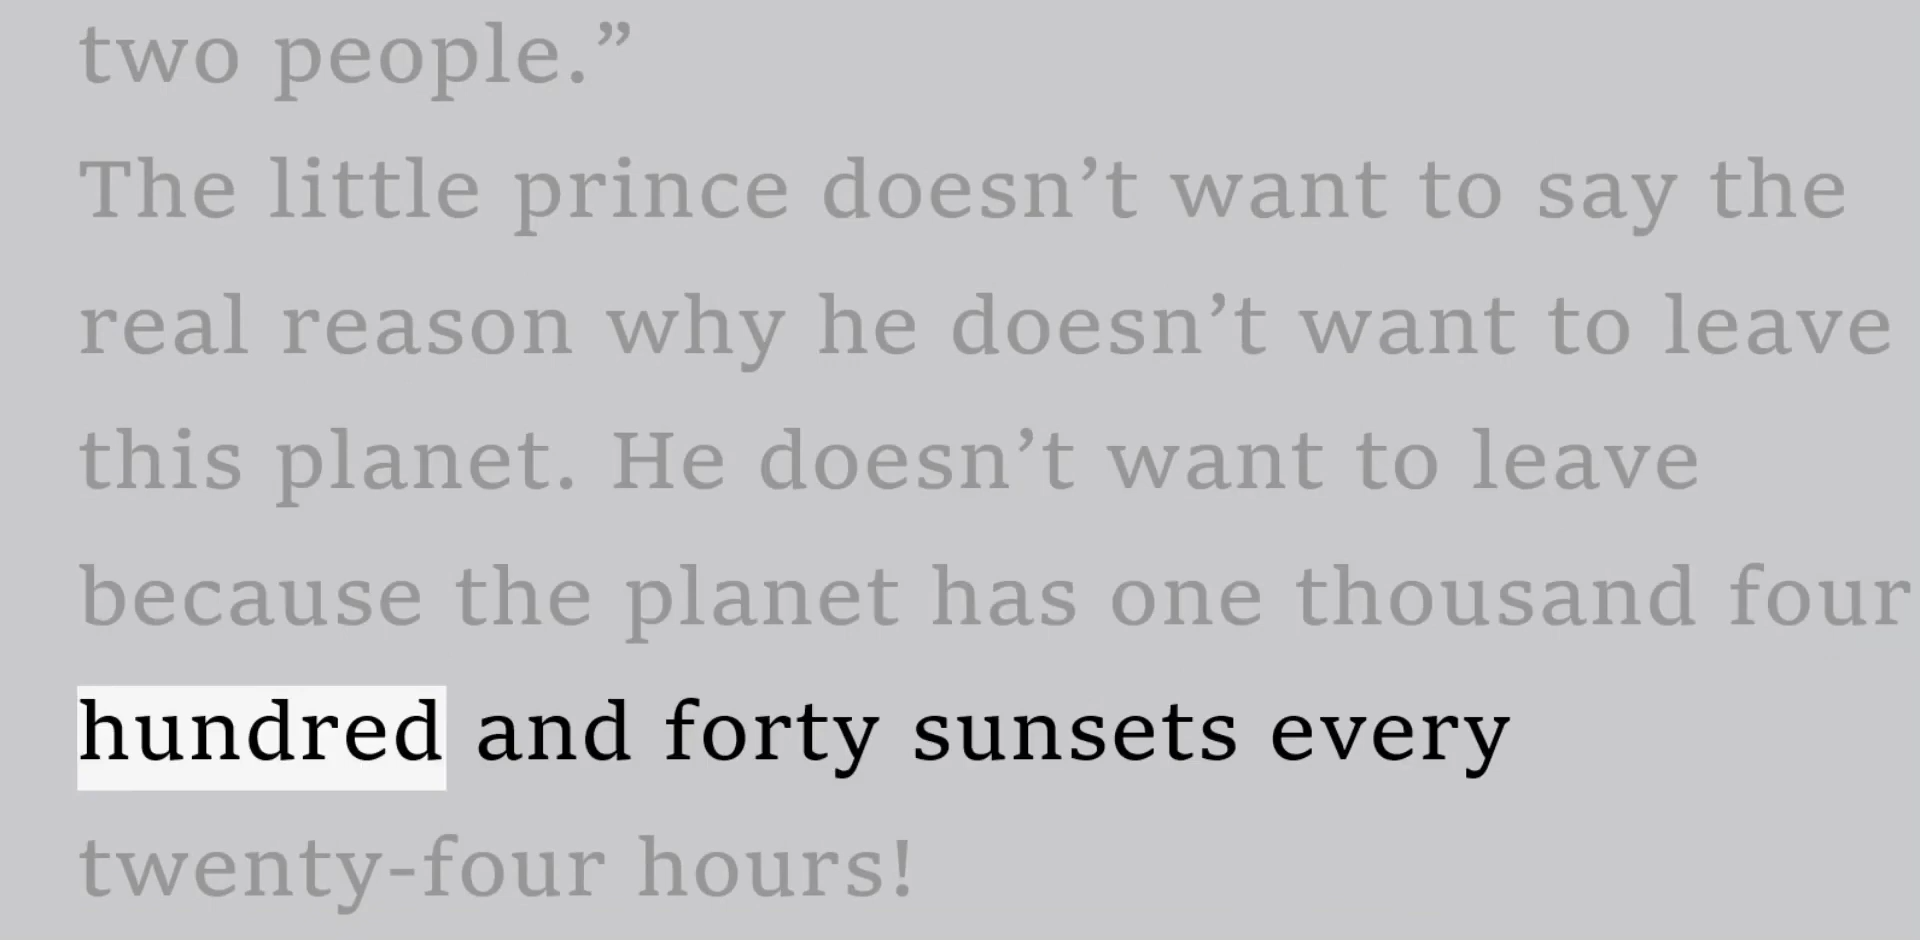 two people.”
The little prince doesn’t want to say the
real reason why he doesn’t want to leave
this planet. He doesn’t want to leave
because the planet has one thousand four
hundred and forty sunsets every
twenty-four hours!